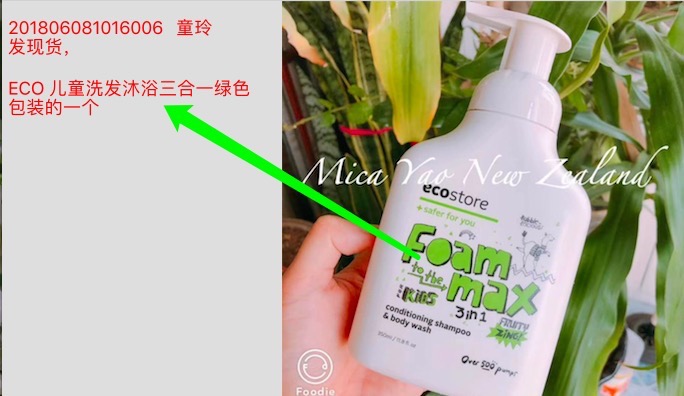 201806081016006 童玲
发现货,
ECO 儿童洗发沐浴三合一绿色
包装的一个
Mica Yao New Zealand
ecostore
+ safer for you
Foam
to the
max
KiDS
3 in 1
conditioning shampoo
& body wash
FRUITY
ZING!
Over 500 pumps
Foodie